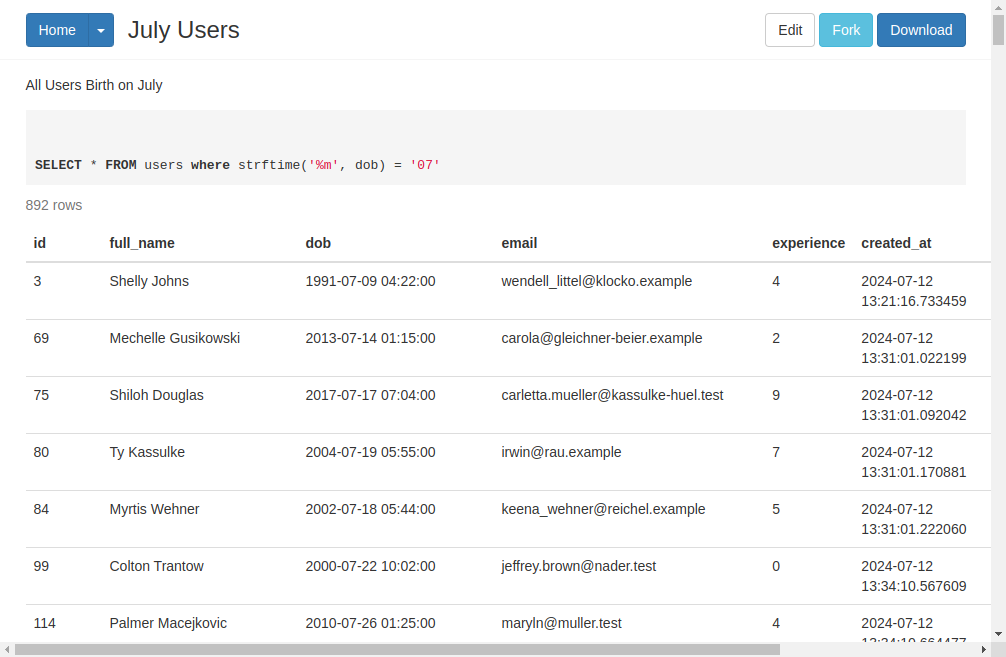 Home July Users Edit Fork Download
All Users Birth on July
SELECT * FROM users where strftime('%m', dob) = '07'
892 rows
id full_name dob email experience created_at
3 Shelly Johns 1991-07-09 04:22:00 wendell_littel@klocko.example 4 2024-07-12
13:21:16.733459
69 Mechelle Gusikowski 2013-07-14 01:15:00 carola@gleichner-beier.example 2 2024-07-12
13:31:01.022199
75 Shiloh Douglas 2017-07-17 07:04:00 carletta.mueller@kassulke-huel.test 9 2024-07-12
13:31:01.092042
80 Ty Kassulke 2004-07-19 05:55:00 irwin@rau.example 7 2024-07-12
13:31:01.170881
84 Myrtis Wehner 2002-07-18 05:44:00 keena_wehner@reichel.example 5 2024-07-12
13:31:01.222060
99 Colton Trantow 2000-07-22 10:02:00 jeffrey.brown@nader.test 0 2024-07-12
13:34:10.567609
114 Palmer Macejkovic 2010-07-26 01:25:00 maryln@muller.test 4 2024-07-12